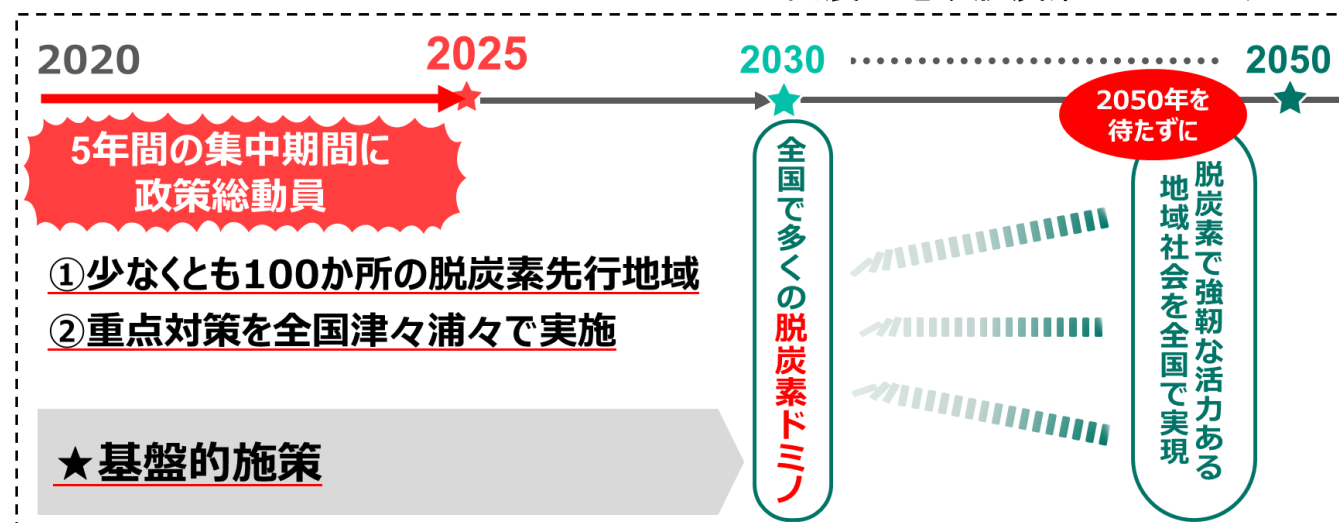 2020
2025
2030
2050
5年間の集中期間に
政策総動員
①少なくとも100か所の脱炭素先行地域
②重点対策を全国津々浦々で実施
★基盤的施策
全国で多くの脱炭素ドミノ
2050年を
待たずに
脱炭素で強靭な活力ある
地域社会を全国で実現